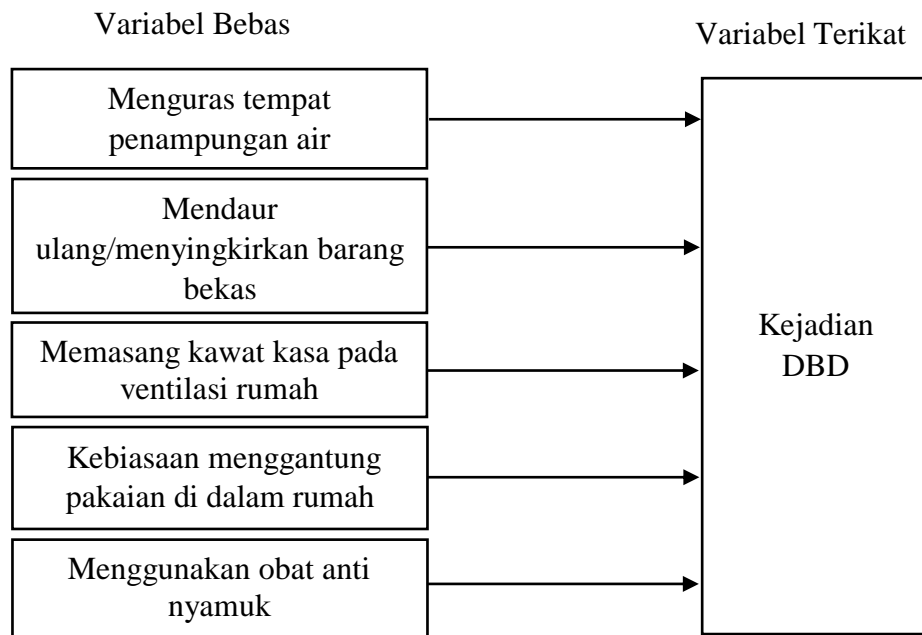 Variabel Bebas
Variabel Terikat
Menguras tempat
penampungan air
Mendaur
ulang/menyingkirkan barang
bekas
Memasang kawat kasa pada
ventilasi rumah
Kebiasaan menggantung
pakaian di dalam rumah
Menggunakan obat anti
nyamuk
Kejadian
DBD